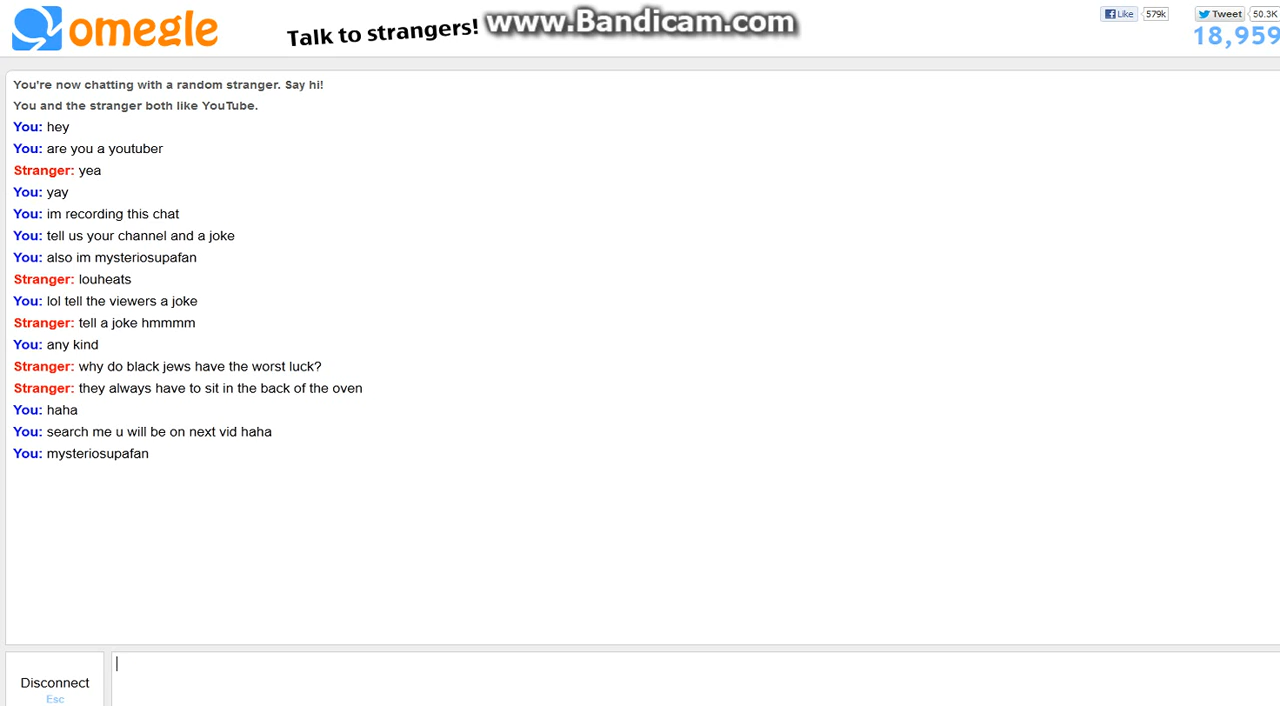 omegle
Talk to strangers!
www.Bandicam.com
Like 579k
Tweet 50.3K
18,959
You're now chatting with a random stranger. Say hi!
You and the stranger both like YouTube.
You: hey
You: are you a youtuber
Stranger: yea
You: yay
You: im recording this chat
You: tell us your channel and a joke
You: also im mysteriosupafan
Stranger: louheats
You: lol tell the viewers a joke
Stranger: tell a joke hmmmm
You: any kind
Stranger: why do black jews have the worst luck?
Stranger: they always have to sit in the back of the oven
You: haha
You: search me u will be on next vid haha
You: mysteriosupafan
Disconnect
Esc